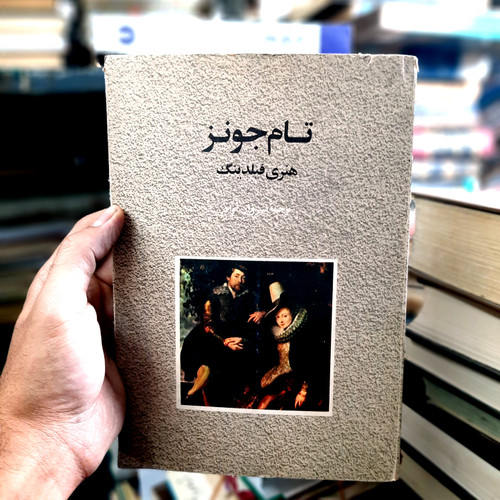 تام جونز
هنری فیلدینگ